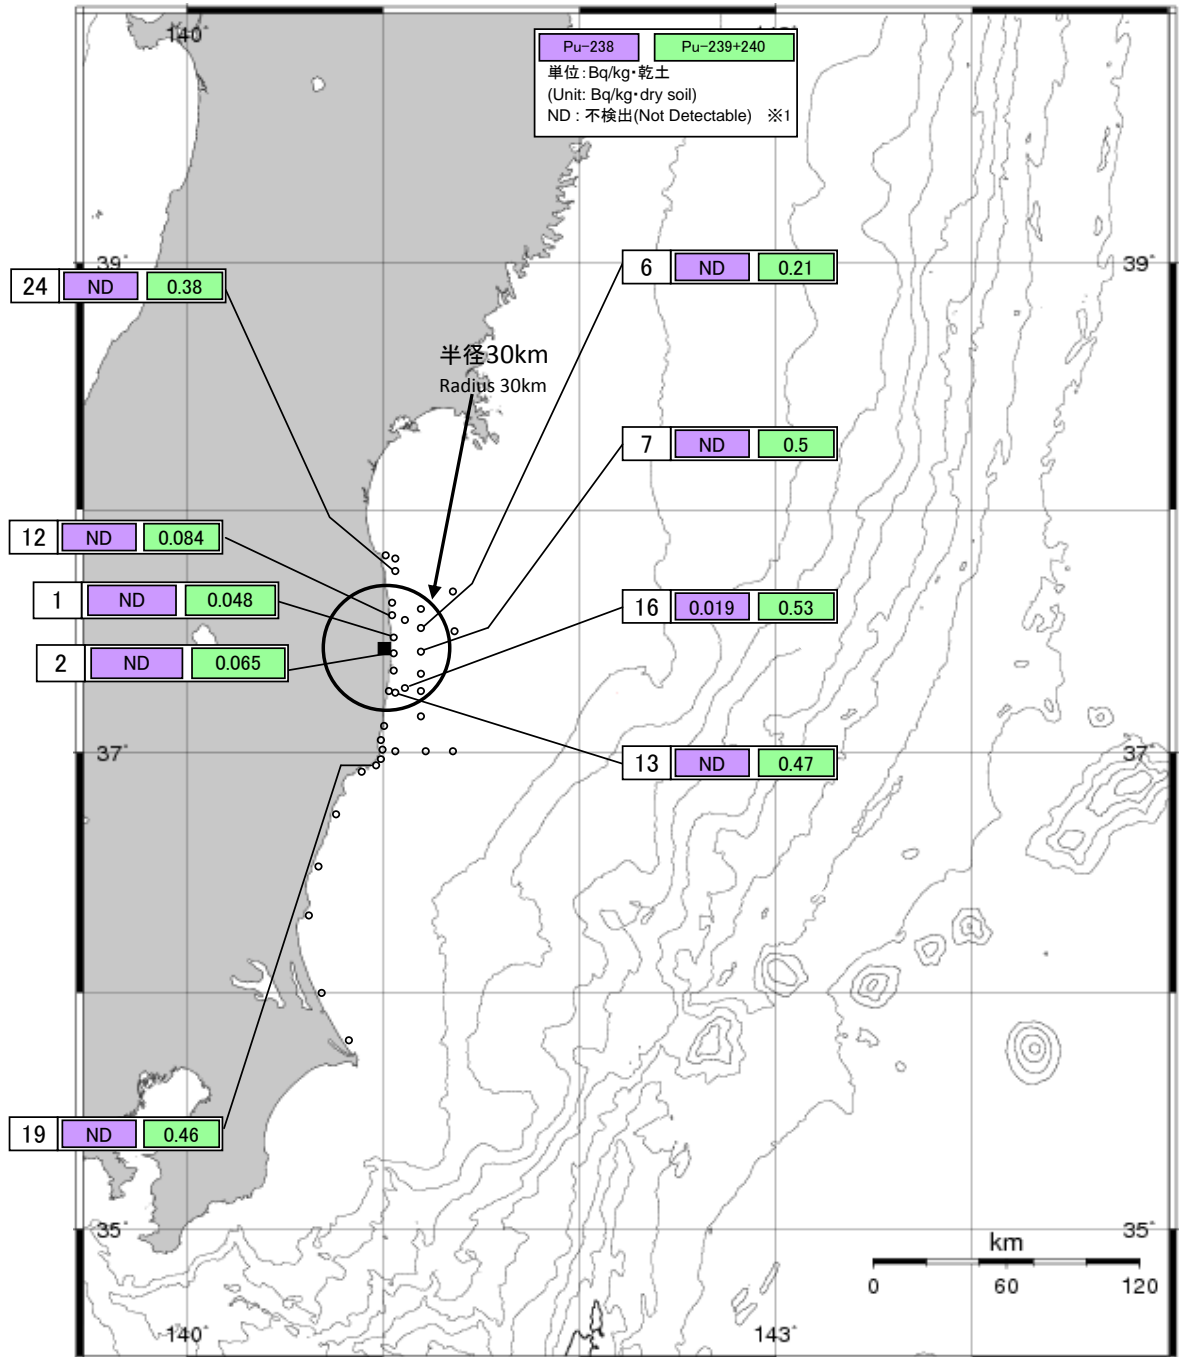 140°
Pu-238 Pu-239+240
単位：Bq/kg・乾土
(Unit: Bq/kg・dry soil)
ND : 不検出(Not Detectable) ※1
39°
39°
24 ND 0.38
6 ND 0.21
半径30km
Radius 30km
7 ND 0.5
12 ND 0.084
1 ND 0.048
16 0.019 0.53
2 ND 0.065
37°
37°
13 ND 0.47
19 ND 0.46
35°
35°
km
0 60 120
140°
143°